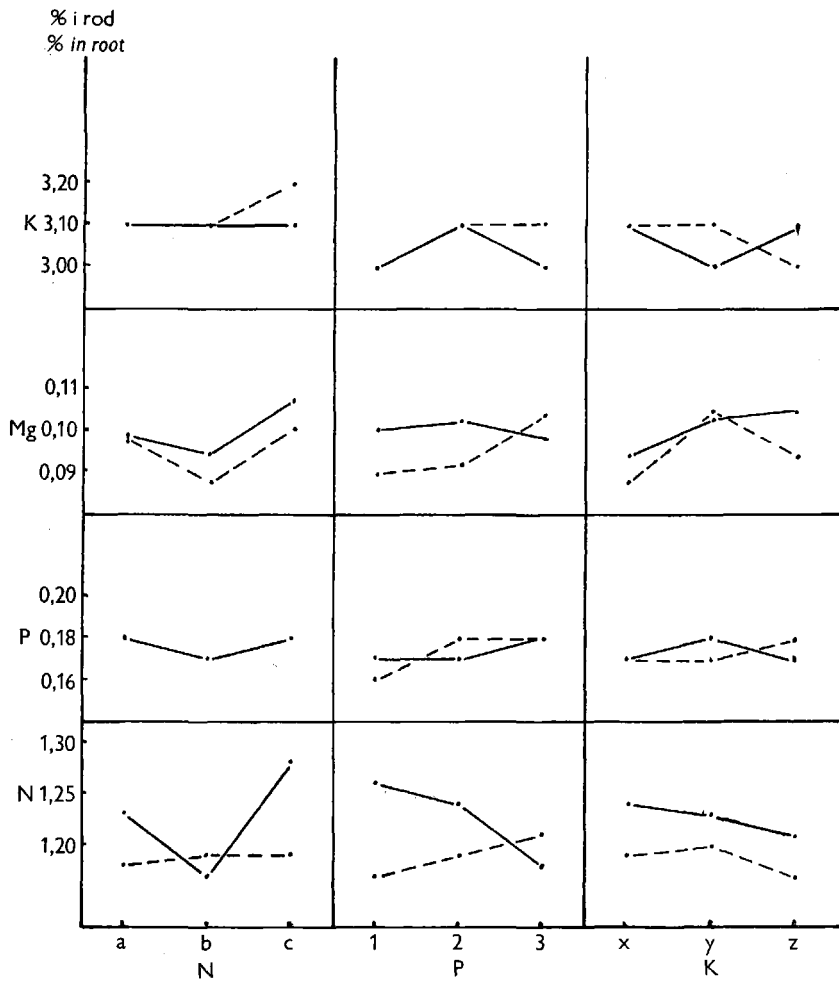 % i rod
% in root
3,20
K 3,10
3,00
0,11
Mg 0,10
0,09
0,20
P 0,18
0,16
1,30
N 1,25
1,20
a b c 1 2 3 x y z
N P K